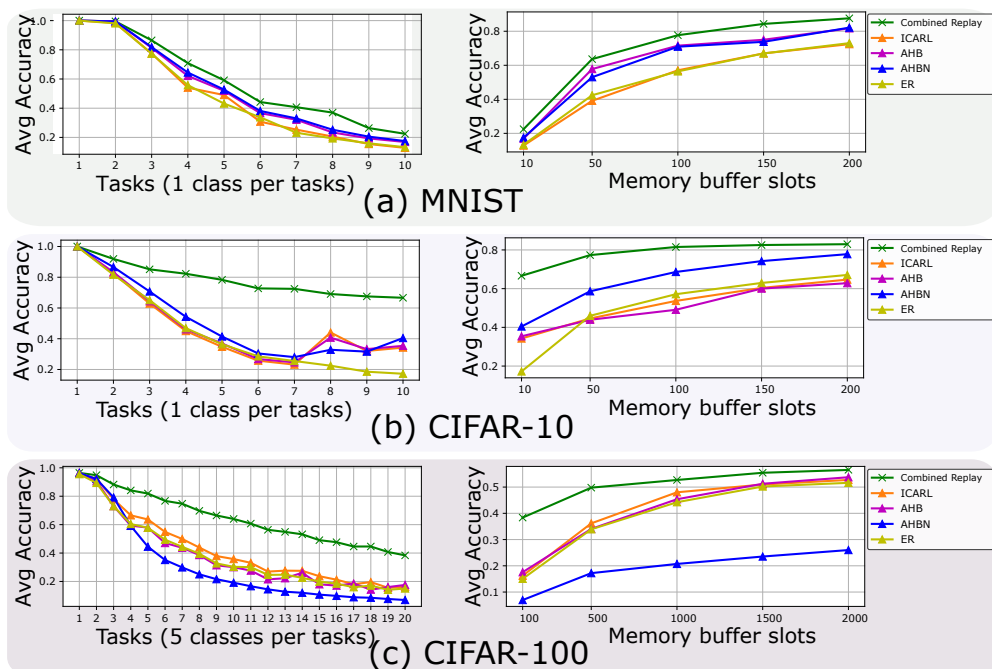 Avg Accuracy
1.0
0.8
0.6
0.4
0.2
1 2 3 4 5 6 7 8 9 10
Tasks (1 class per tasks)
Avg Accuracy
0.8
0.6
0.4
0.2
10 50 100 150 200
Memory buffer slots
Combined Replay
ICARL
AHB
AHBN
ER
(a) MNIST
Avg Accuracy
1.0
0.8
0.6
0.4
0.2
1 2 3 4 5 6 7 8 9 10
Tasks (1 class per tasks)
Avg Accuracy
0.8
0.6
0.4
0.2
10 50 100 150 200
Memory buffer slots
Combined Replay
ICARL
AHB
AHBN
ER
(b) CIFAR-10
Avg Accuracy
1.0
0.8
0.6
0.4
0.2
1 2 3 4 5 6 7 8 9 10 11 12 13 14 15 16 17 18 19 20
Tasks (5 classes per tasks)
Avg Accuracy
0.5
0.4
0.3
0.2
0.1
100 500 1000 1500 2000
Memory buffer slots
Combined Replay
ICARL
AHB
AHBN
ER
(c) CIFAR-100